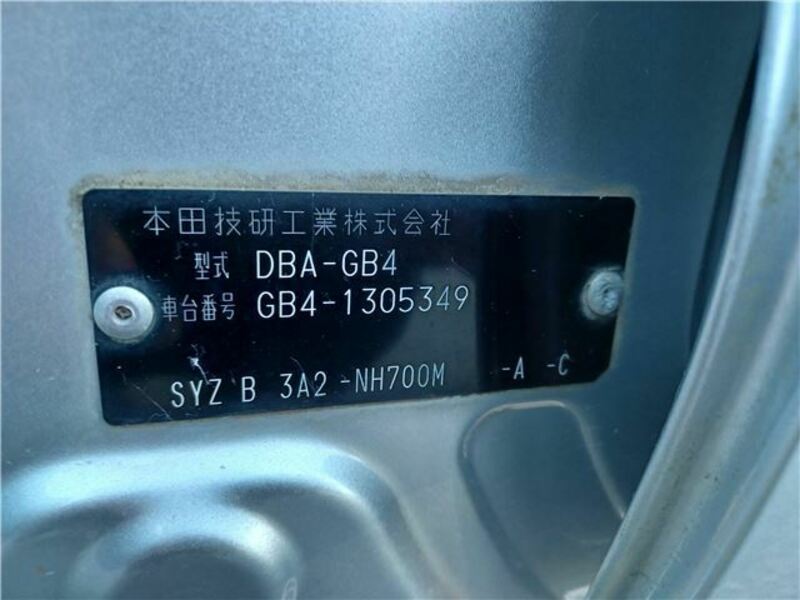 本田技研工業株式会社
型式 DBA-GB4
車台番号 GB4-1305349
SYZ B 3A2 -NH700M -A -C